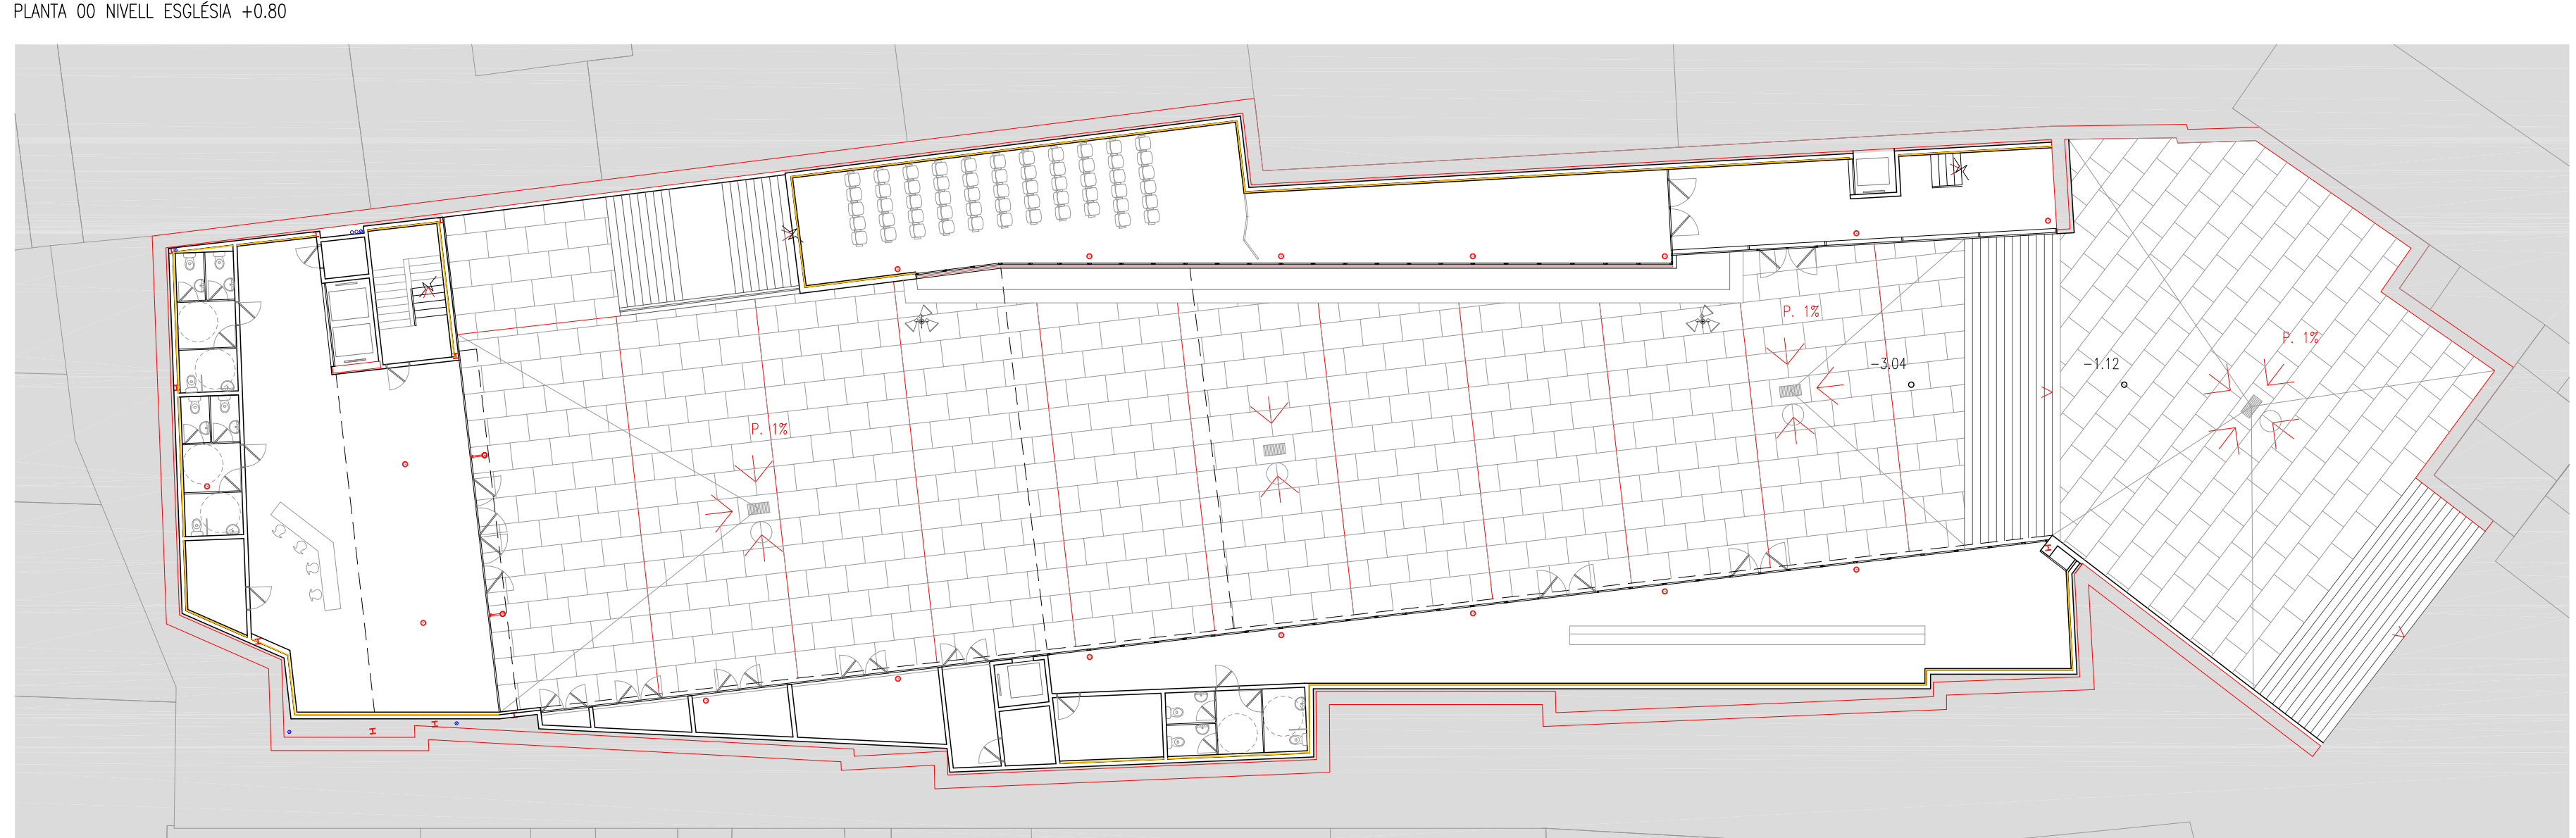 PLANTA 00 NIVELL ESGLÉSIA +0.80
P. 1%
P. 1%
-3.04
-1.12
P. 1%